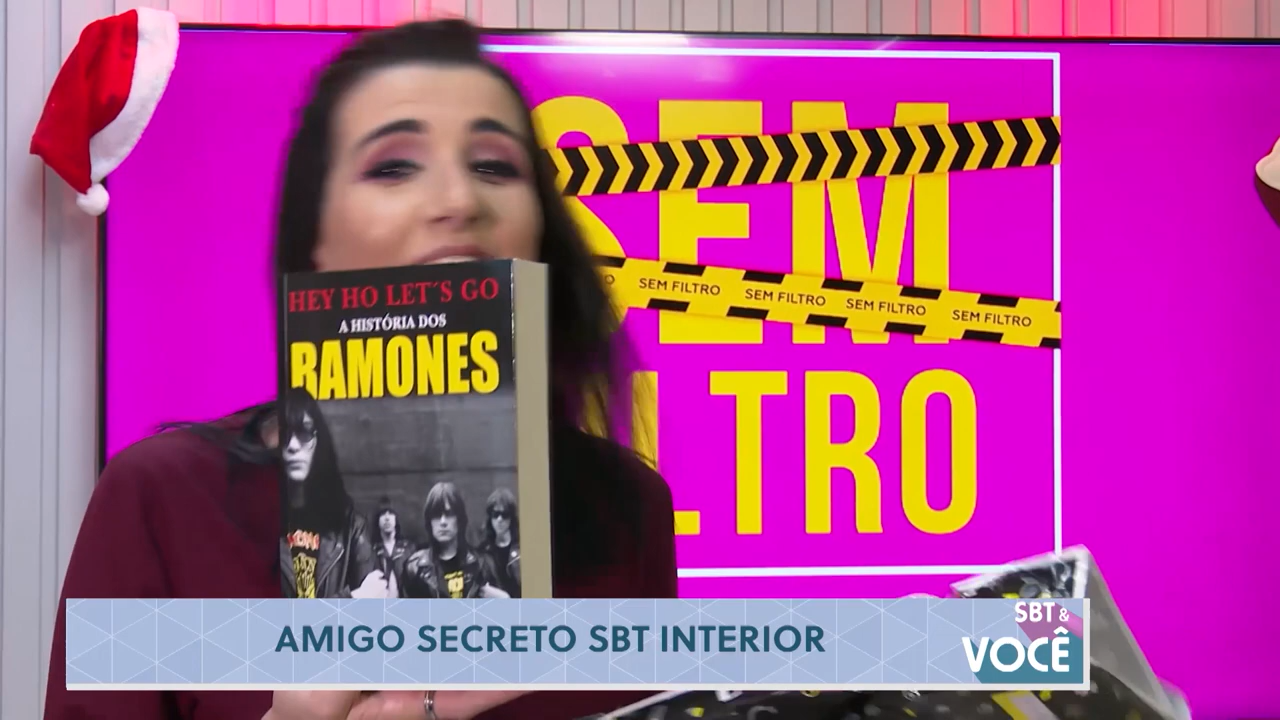 SEM
SEM FILTRO SEM FILTRO SEM FILTRO SEM FILTRO
LTRO
HEY HO LET´S GO
A HISTÓRIA DOS
RAMONES
AMIGO SECRETO SBT INTERIOR
SBT &
VOCÊ